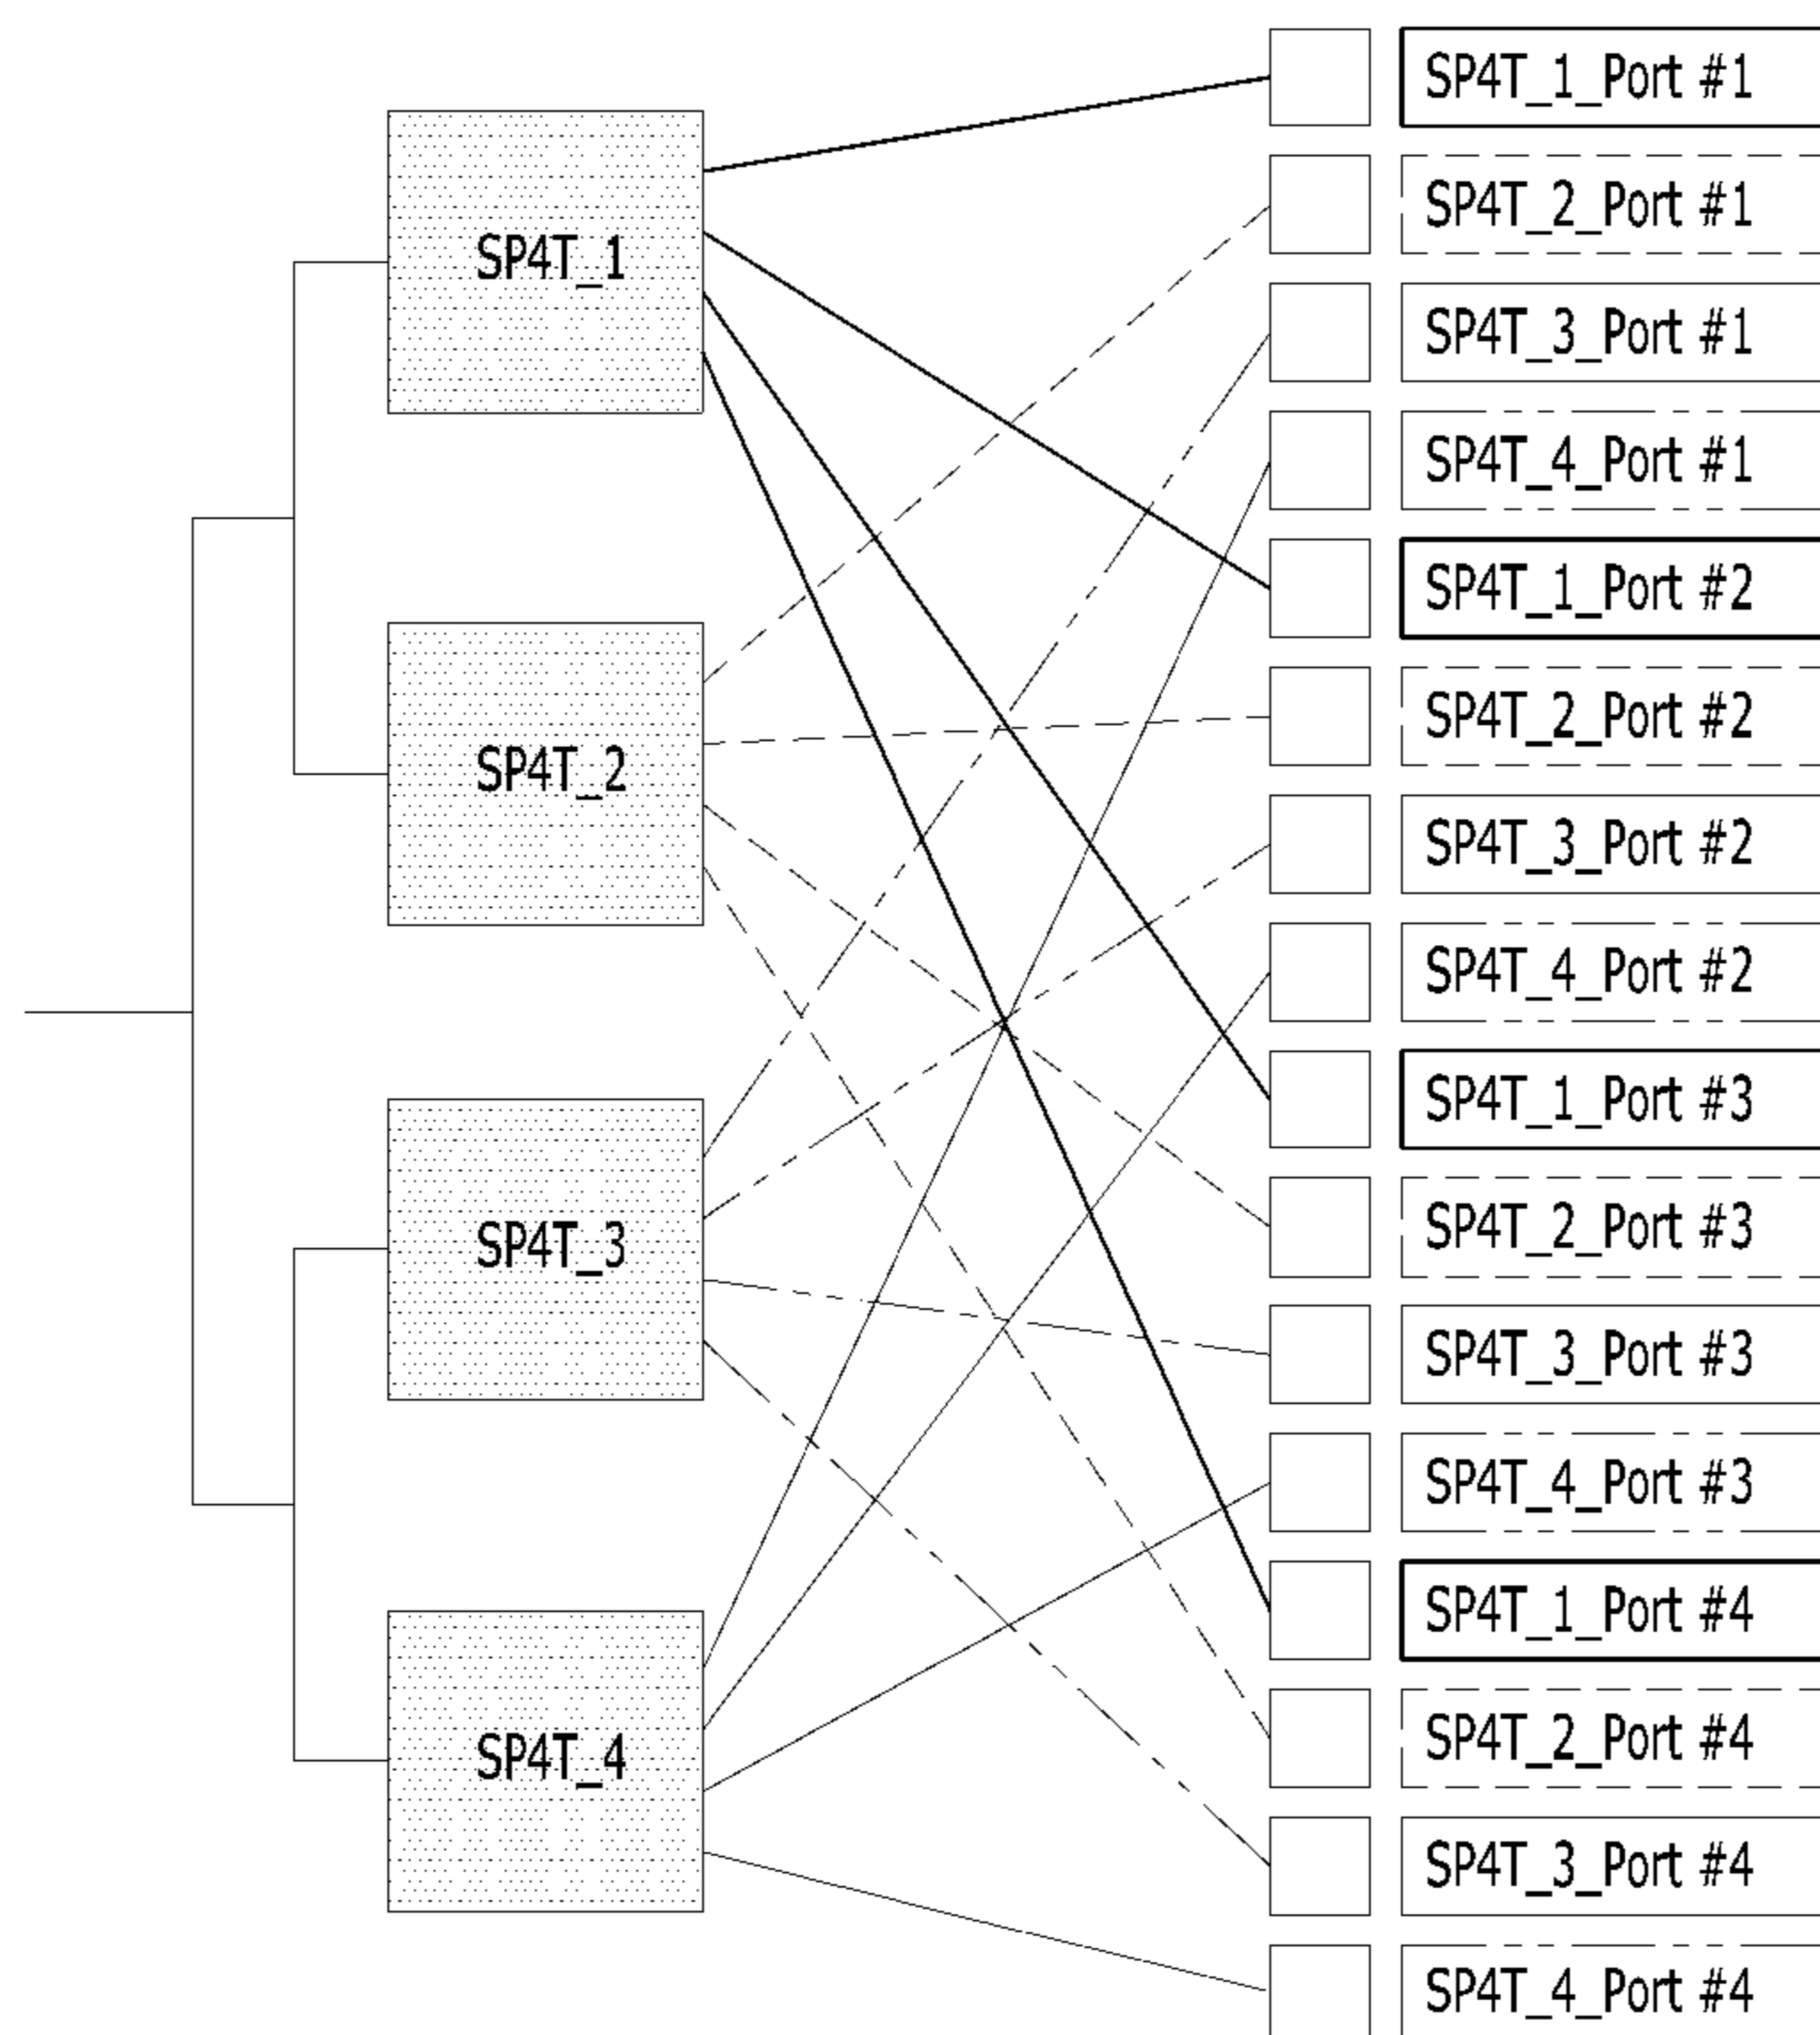 SP4T_1
SP4T_2
SP4T_3
SP4T_4
SP4T_1_Port #1
SP4T_2_Port #1
SP4T_3_Port #1
SP4T_4_Port #1
SP4T_1_Port #2
SP4T_2_Port #2
SP4T_3_Port #2
SP4T_4_Port #2
SP4T_1_Port #3
SP4T_2_Port #3
SP4T_3_Port #3
SP4T_4_Port #3
SP4T_1_Port #4
SP4T_2_Port #4
SP4T_3_Port #4
SP4T_4_Port #4